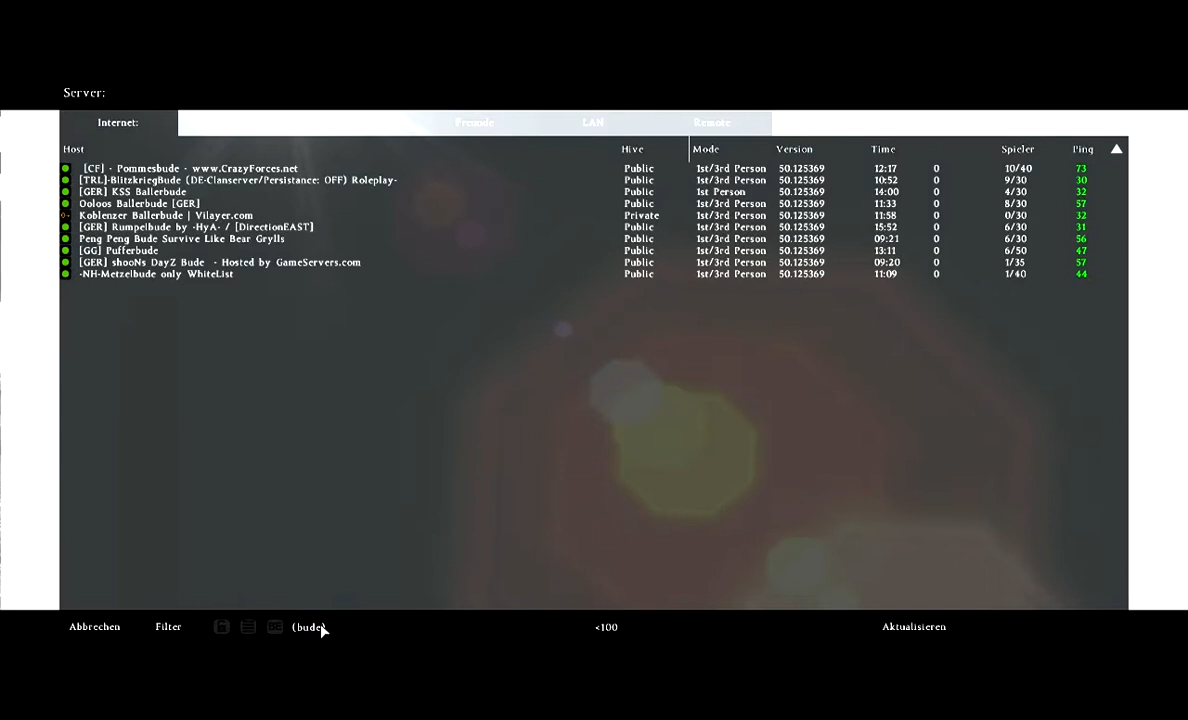 Server:
Internet: Freunde LAN Remote
Host Hive Mode Version Time Spieler Ping
[CF] - Pommesbude - www.CrazyForces.net Public 1st/3rd Person 50.125369 12:17 0 10/40 73
[TRL]-BlitzkriegBude (DE-Clanserver/Persistance: OFF) Roleplay- Public 1st/3rd Person 50.125369 10:52 0 9/30 30
[GER] KSS Ballerbude Public 1st Person 50.125369 14:00 0 4/30 32
Ooloos Ballerbude [GER] Public 1st/3rd Person 50.125369 11:33 0 8/30 57
Koblenzer Ballerbude | Vilayer.com Private 1st/3rd Person 50.125369 11:58 0 0/30 32
[GER] Rumpelbude by -HyA- / [DirectionEAST] Public 1st/3rd Person 50.125369 15:52 0 6/30 31
Peng Peng Bude Survive Like Bear Grylls Public 1st/3rd Person 50.125369 09:21 0 6/30 56
[GG] Pufferbude Public 1st/3rd Person 50.125369 13:11 0 6/50 47
[GER] shooNs DayZ Bude - Hosted by GameServers.com Public 1st/3rd Person 50.125369 09:20 0 1/35 57
-NH-Metzelbude only WhiteList Public 1st/3rd Person 50.125369 11:09 0 1/40 44
Abbrechen Filter (bude) <100 Aktualisieren